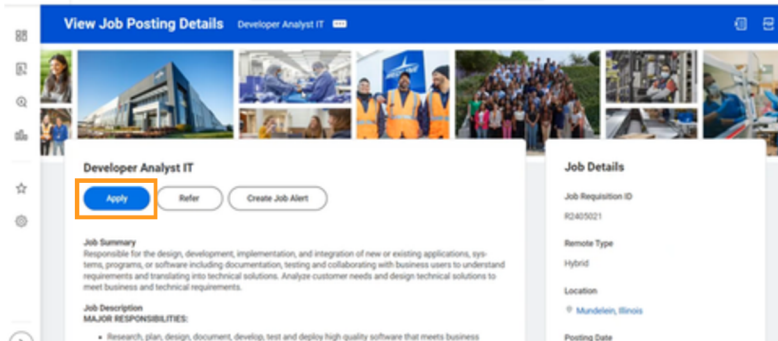 View Job Posting Details Developer Analyst IT
Developer Analyst IT
Apply Refer Create Job Alert
Job Summary
Responsible for the design, development, implementation, and integration of new or existing applications, sys-
tems, programs, or software including documentation, testing and collaborating with business users to understand
requirements and translating into technical solutions. Analyze customer needs and design technical solutions to
meet business and technical requirements.
Job Description
MAJOR RESPONSIBILITIES:
• Research, plan, design, document, develop, test and deploy high quality software that meets business
Job Details
Job Requisition ID
R2405021
Remote Type
Hybrid
Location
Mundelein, Illinois
Posting Date